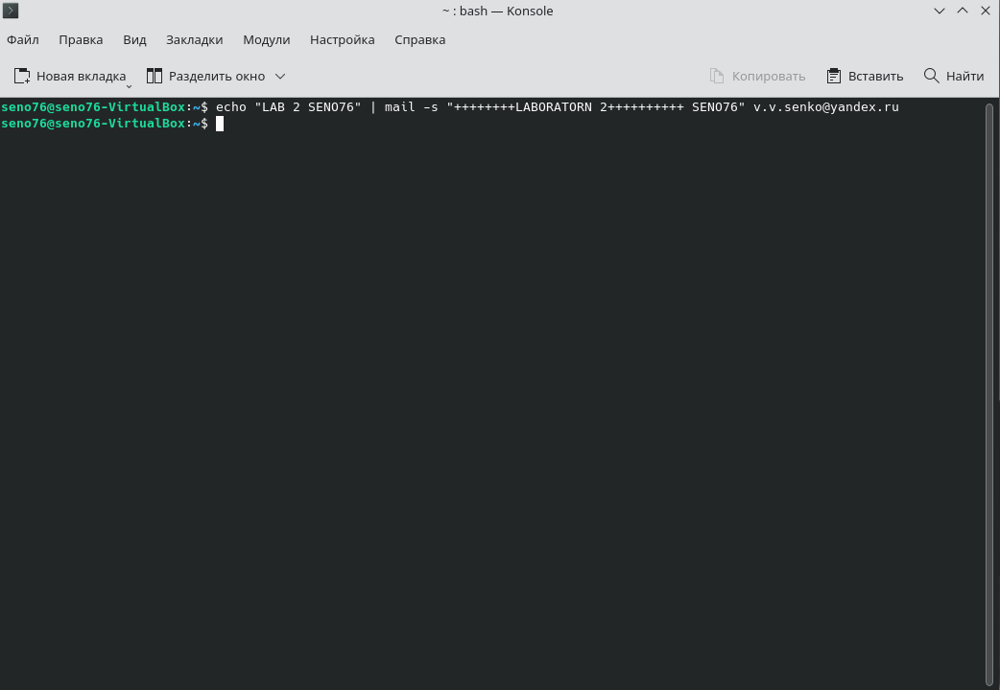 ~ : bash — Konsole
Файл Правка Вид Закладки Модули Настройка Справка
Новая вкладка Разделить окно Копировать Вставить Найти
seno76@seno76-VirtualBox:~$ echo "LAB 2 SENO76" | mail -s "++++++++LABORATORN 2++++++++++ SENO76" v.v.senko@yandex.ru
seno76@seno76-VirtualBox:~$